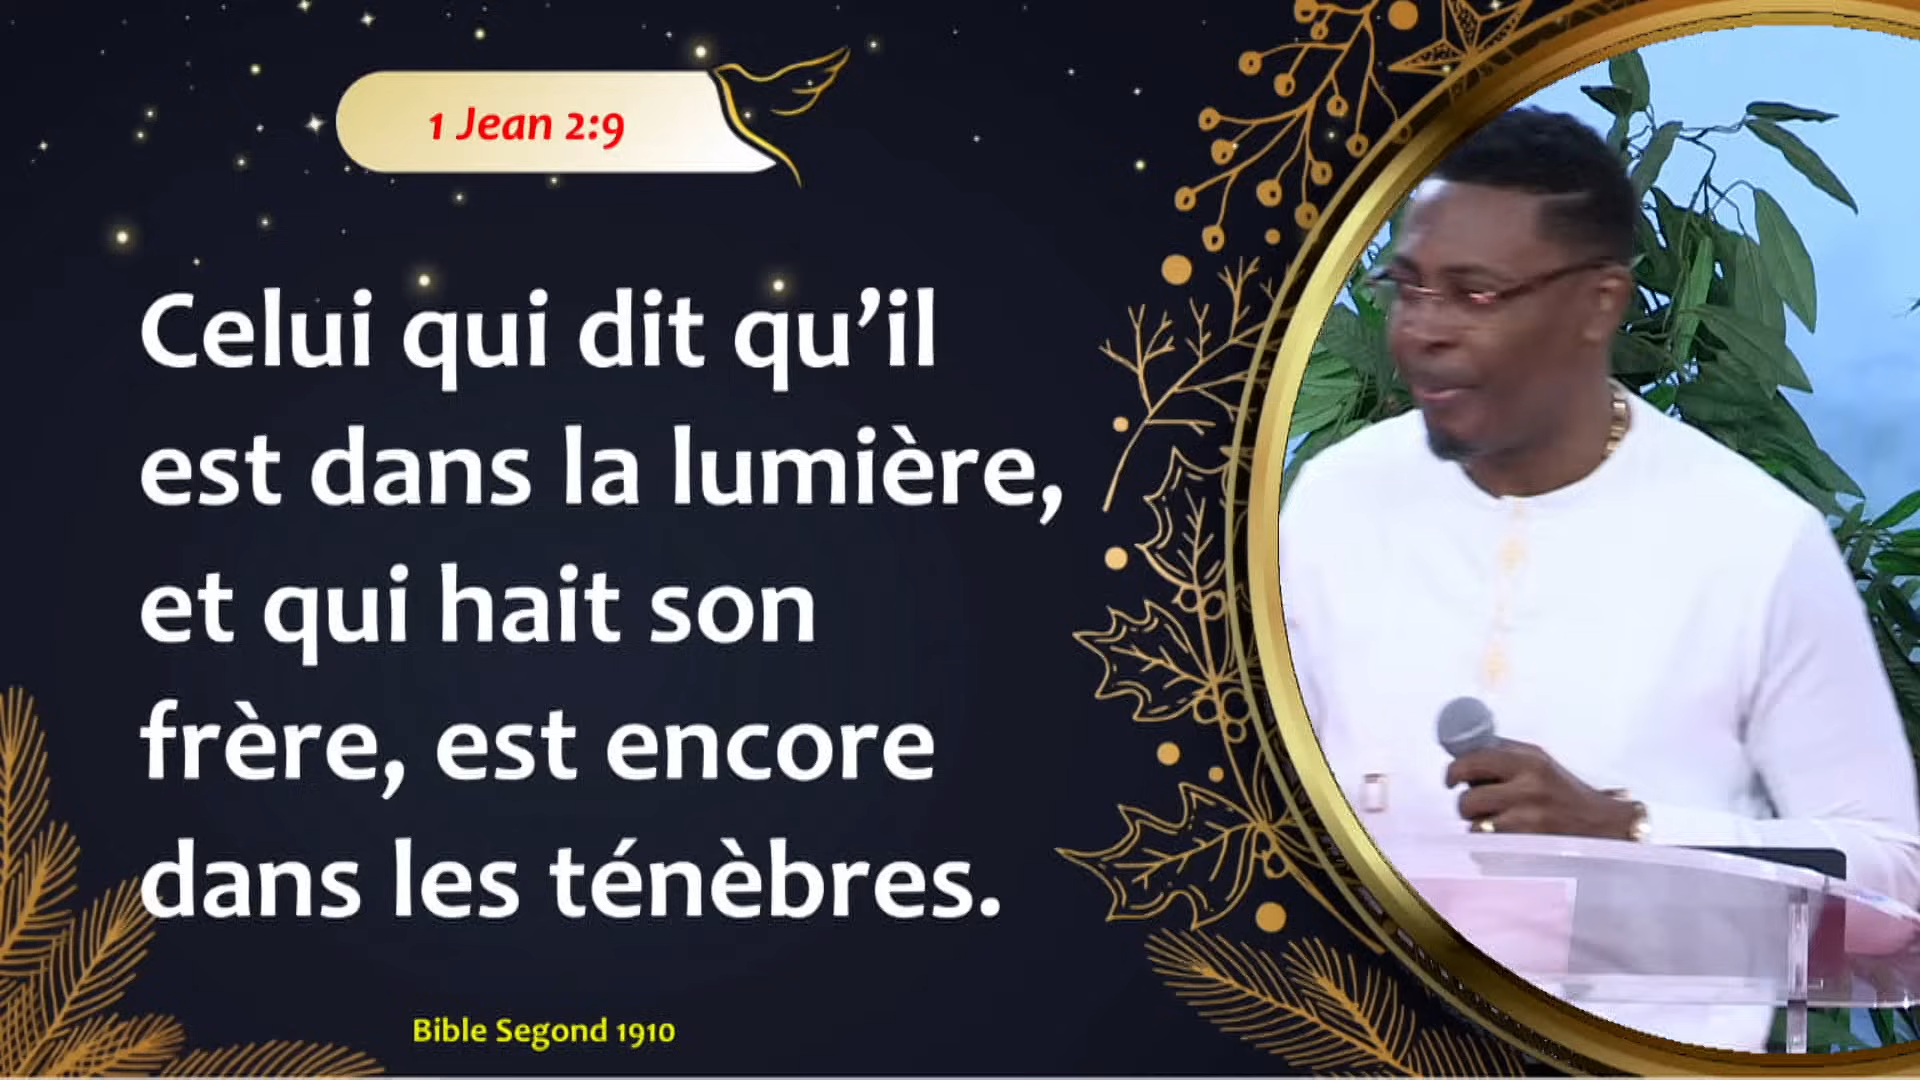 1 Jean 2:9
Celui qui dit qu’il
est dans la lumière,
et qui hait son
frère, est encore
dans les ténèbres.
Bible Segond 1910